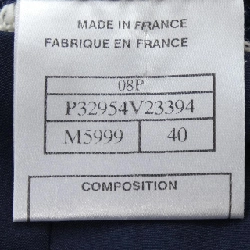 MADE IN FRANCE
FABRIQUE EN FRANCE
08P
P32954V23394
M5999 40
COMPOSITION